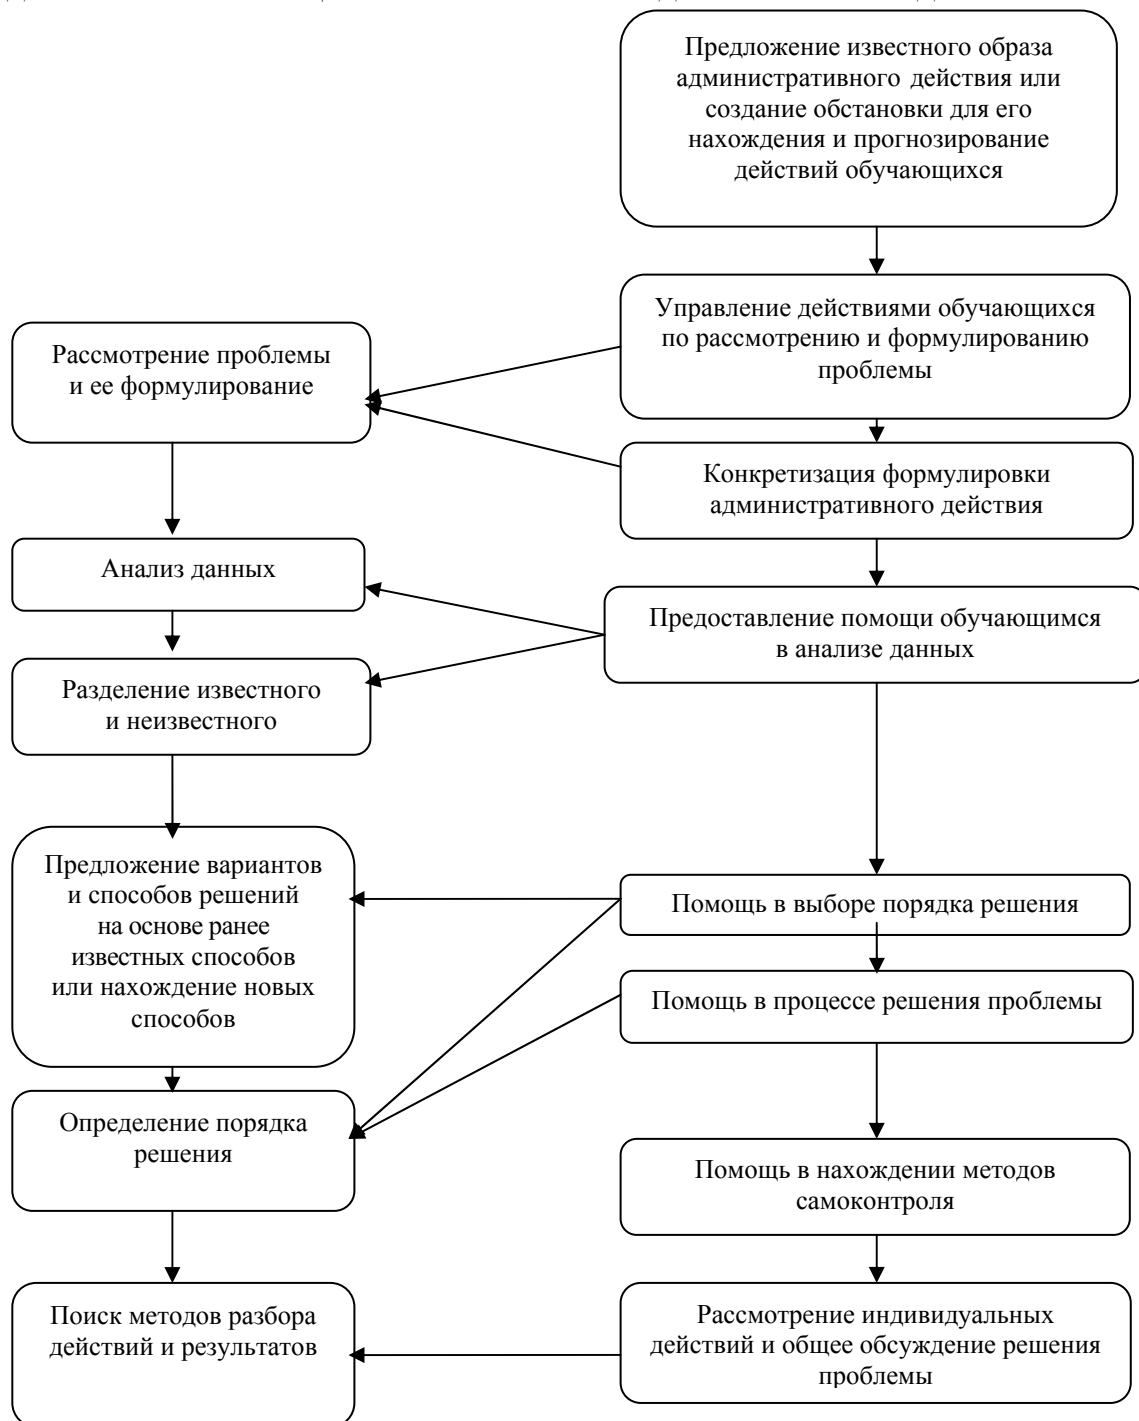 Предложение известного образа
административного действия или
создание обстановки для его
нахождения и прогнозирование
действий обучающихся
Управление действиями обучающихся
по рассмотрению и формулированию
проблемы
Рассмотрение проблемы
и ее формулирование
Конкретизация формулировки
административного действия
Анализ данных
Предоставление помощи обучающимся
в анализе данных
Разделение известного
и неизвестного
Предложение вариантов
и способов решений
на основе ранее
известных способов
или нахождение новых
способов
Помощь в выборе порядка решения
Помощь в процессе решения проблемы
Определение порядка
решения
Помощь в нахождении методов
самоконтроля
Поиск методов разбора
действий и результатов
Рассмотрение индивидуальных
действий и общее обсуждение решения
проблемы